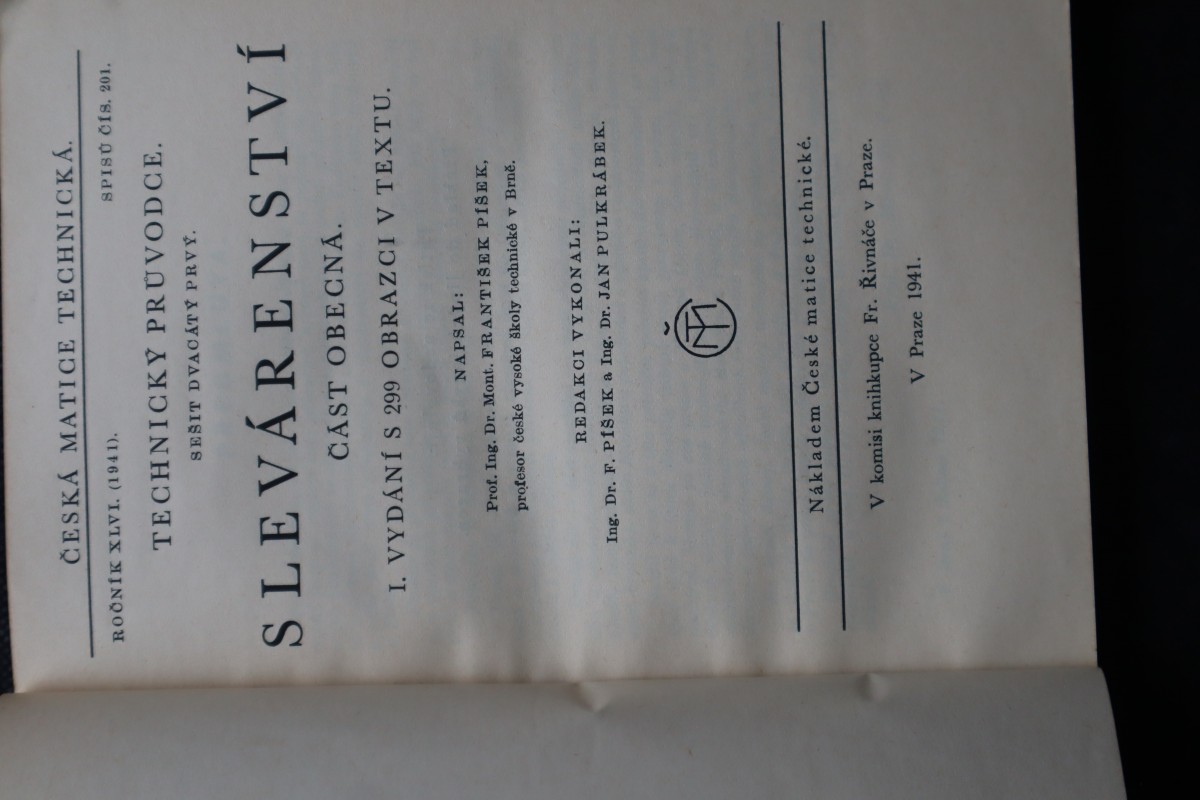 ČESKÁ MATICE TECHNICKÁ.
ROČNÍK XLVI. (1941). SPISŮ ČÍS. 201.
TECHNICKÝ PRŮVODCE.
SEŠIT DVACÁTÝ PRVÝ.
SLEVÁRENSTVÍ
ČÁST OBECNÁ.
I. VYDÁNÍ S 299 OBRAZCI V TEXTU.
NAPSAL:
Prof. Ing. Dr. Mont. FRANTIŠEK PÍŠEK,
profesor české vysoké školy technické v Brně.
REDAKCI VYKONALI:
Ing. Dr. F. PÍŠEK a Ing. Dr. JAN PULKRÁBEK.
ČMT
Nákladem České matice technické.
V komisi knihkupce Fr. Řivnáče v Praze.
V Praze 1941.